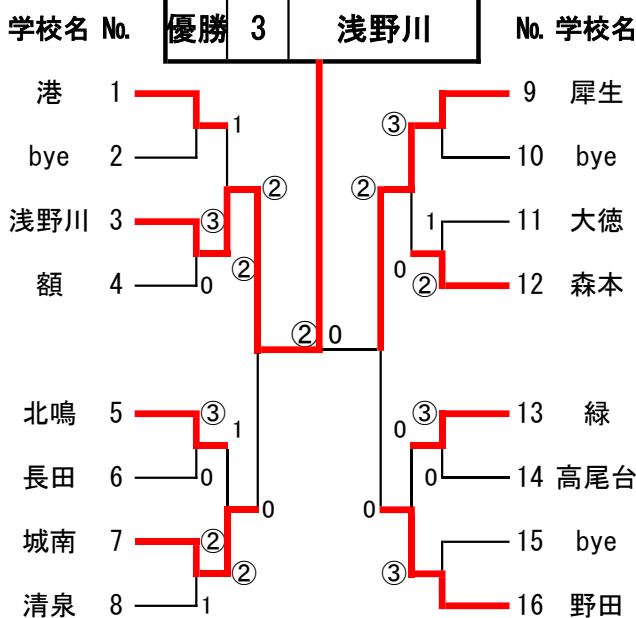 学校名 No. 優勝 3 浅野川 No. 学校名
港 1 9 犀生
1 ③
bye 2 10 bye
② ②
浅野川 3 ③ 1 11 大徳
② 0
額 4 0 ② 12 森本
② 0
北鳴 5 ③ ③ 13 緑
1 0
長田 6 0 0 14 高尾台
0 0
城南 7 ② 15 bye
② ③
清泉 8 1 16 野田